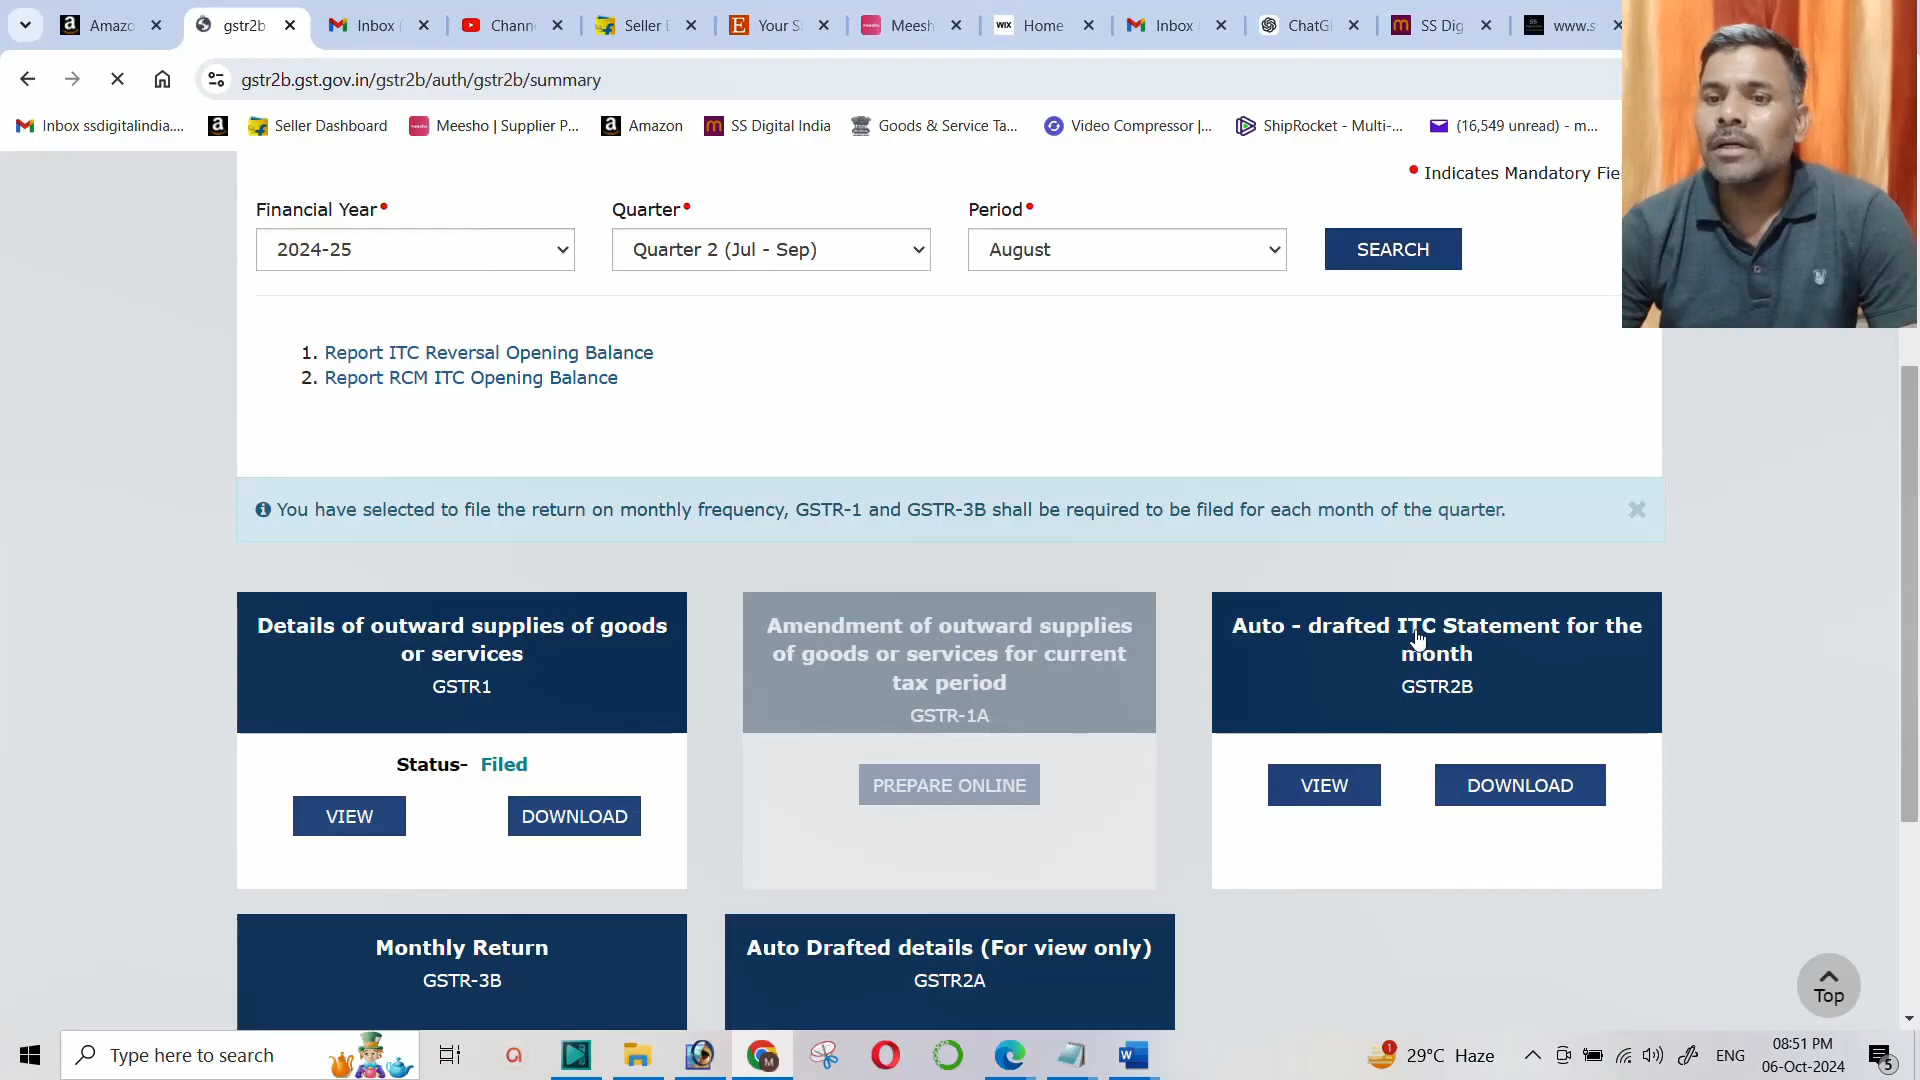 Amazo
gstr2b.
Inbox
Chann
Seller D
Your S
Meesh
WIX
Home
Inbox
ChatG
SS Dig
www.s
gstr2b.gst.gov.in/gstr2b/auth/gstr2b/summary
Inbox ssdigitalindia....
Seller Dashboard
Meesho | Supplier P...
Amazon
SS Digital India
Goods & Service Ta...
Video Compressor |...
ShipRocket - Multi-...
(16,549 unread) - m...
• Indicates Mandatory Fie
Financial Year•
Quarter•
Period•
2024-25
Quarter 2 (Jul - Sep)
August
SEARCH
1. Report ITC Reversal Opening Balance
2. Report RCM ITC Opening Balance
You have selected to file the return on monthly frequency, GSTR-1 and GSTR-3B shall be required to be filed for each month of the quarter.
Details of outward supplies of goods
or services
GSTR1
Status- Filed
VIEW
DOWNLOAD
Amendment of outward supplies
of goods or services for current
tax period
GSTR-1A
PREPARE ONLINE
Auto - drafted ITC Statement for the
month
GSTR2B
VIEW
DOWNLOAD
Monthly Return
GSTR-3B
Auto Drafted details (For view only)
GSTR2A
Top
Type here to search
29°C Haze
ENG
08:51 PM
06-Oct-2024
5